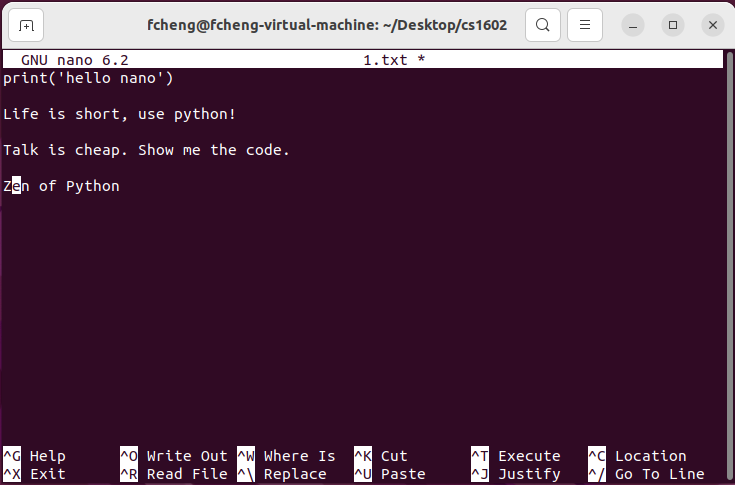 fcheng@fcheng-virtual-machine: ~/Desktop/cs1602
GNU nano 6.2 1.txt *
print('hello nano')
Life is short, use python!
Talk is cheap. Show me the code.
Zen of Python
^G Help ^O Write Out ^W Where Is ^K Cut ^T Execute ^C Location
^X Exit ^R Read File ^\ Replace ^U Paste ^J Justify ^/ Go To Line